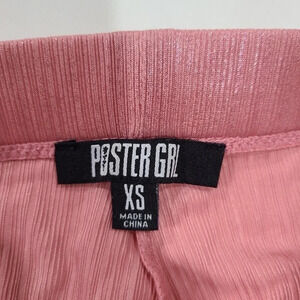 POSTER GRL
XS
MADE IN
CHINA